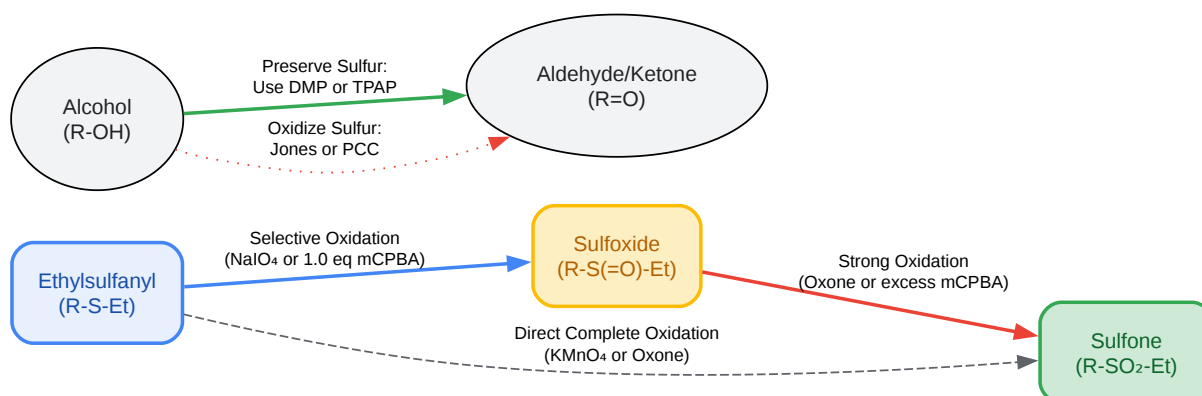 Alcohol
(R-OH)
Preserve Sulfur:
Use DMP or TPAP
Oxidize Sulfur:
Jones or PCC
Aldehyde/Ketone
(R=O)
Ethylsulfanyl
(R-S-Et)
Selective Oxidation
(NaIO₄ or 1.0 eq mCPBA)
Sulfoxide
(R-S(=O)-Et)
Strong Oxidation
(Oxone or excess mCPBA)
Direct Complete Oxidation
(KMnO₄ or Oxone)
Sulfone
(R-SO₂-Et)